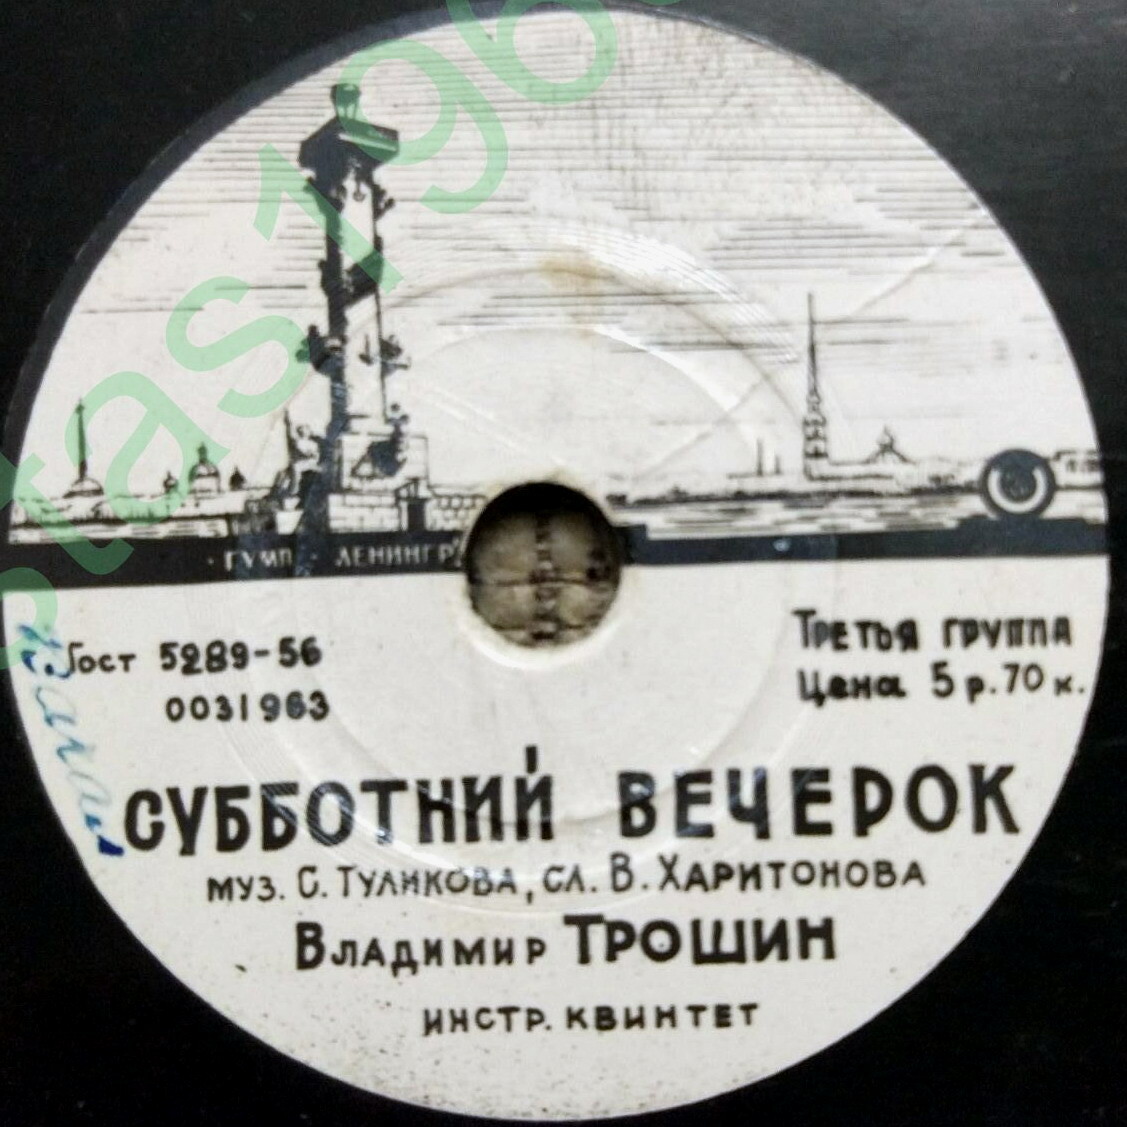 stas196
· ГУМП · ЛЕНИНГР
Гост 5289-56
0031963
Третья группа
Цена 5 р. 70 к.
СУББОТНИЙ ВЕЧЕРОК
муз. С. Туликова, сл. В. Харитонова
Владимир ТРОШИН
инстр. квинтет